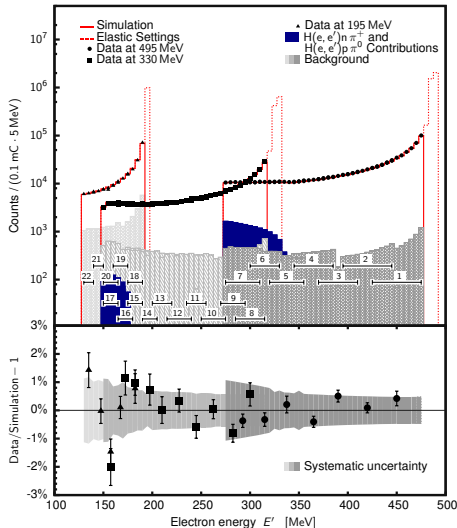 Simulation
Elastic Settings
Data at 495 MeV
Data at 330 MeV
Data at 195 MeV
H(e, e′)n π⁺ and
H(e, e′)p π⁰ Contributions
Background
Counts / (0.1 mC · 5 MeV)
10⁷
10⁶
10⁵
10⁴
10³
10²
21 19 6 4 2
22 20 18 7 5 3 1
17 15 13 11 9
16 14 12 10 8
3%
2%
1%
0%
-1%
-2%
-3%
Data/Simulation − 1
Systematic uncertainty
100 150 200 250 300 350 400 450 500
Electron energy E′ [MeV]